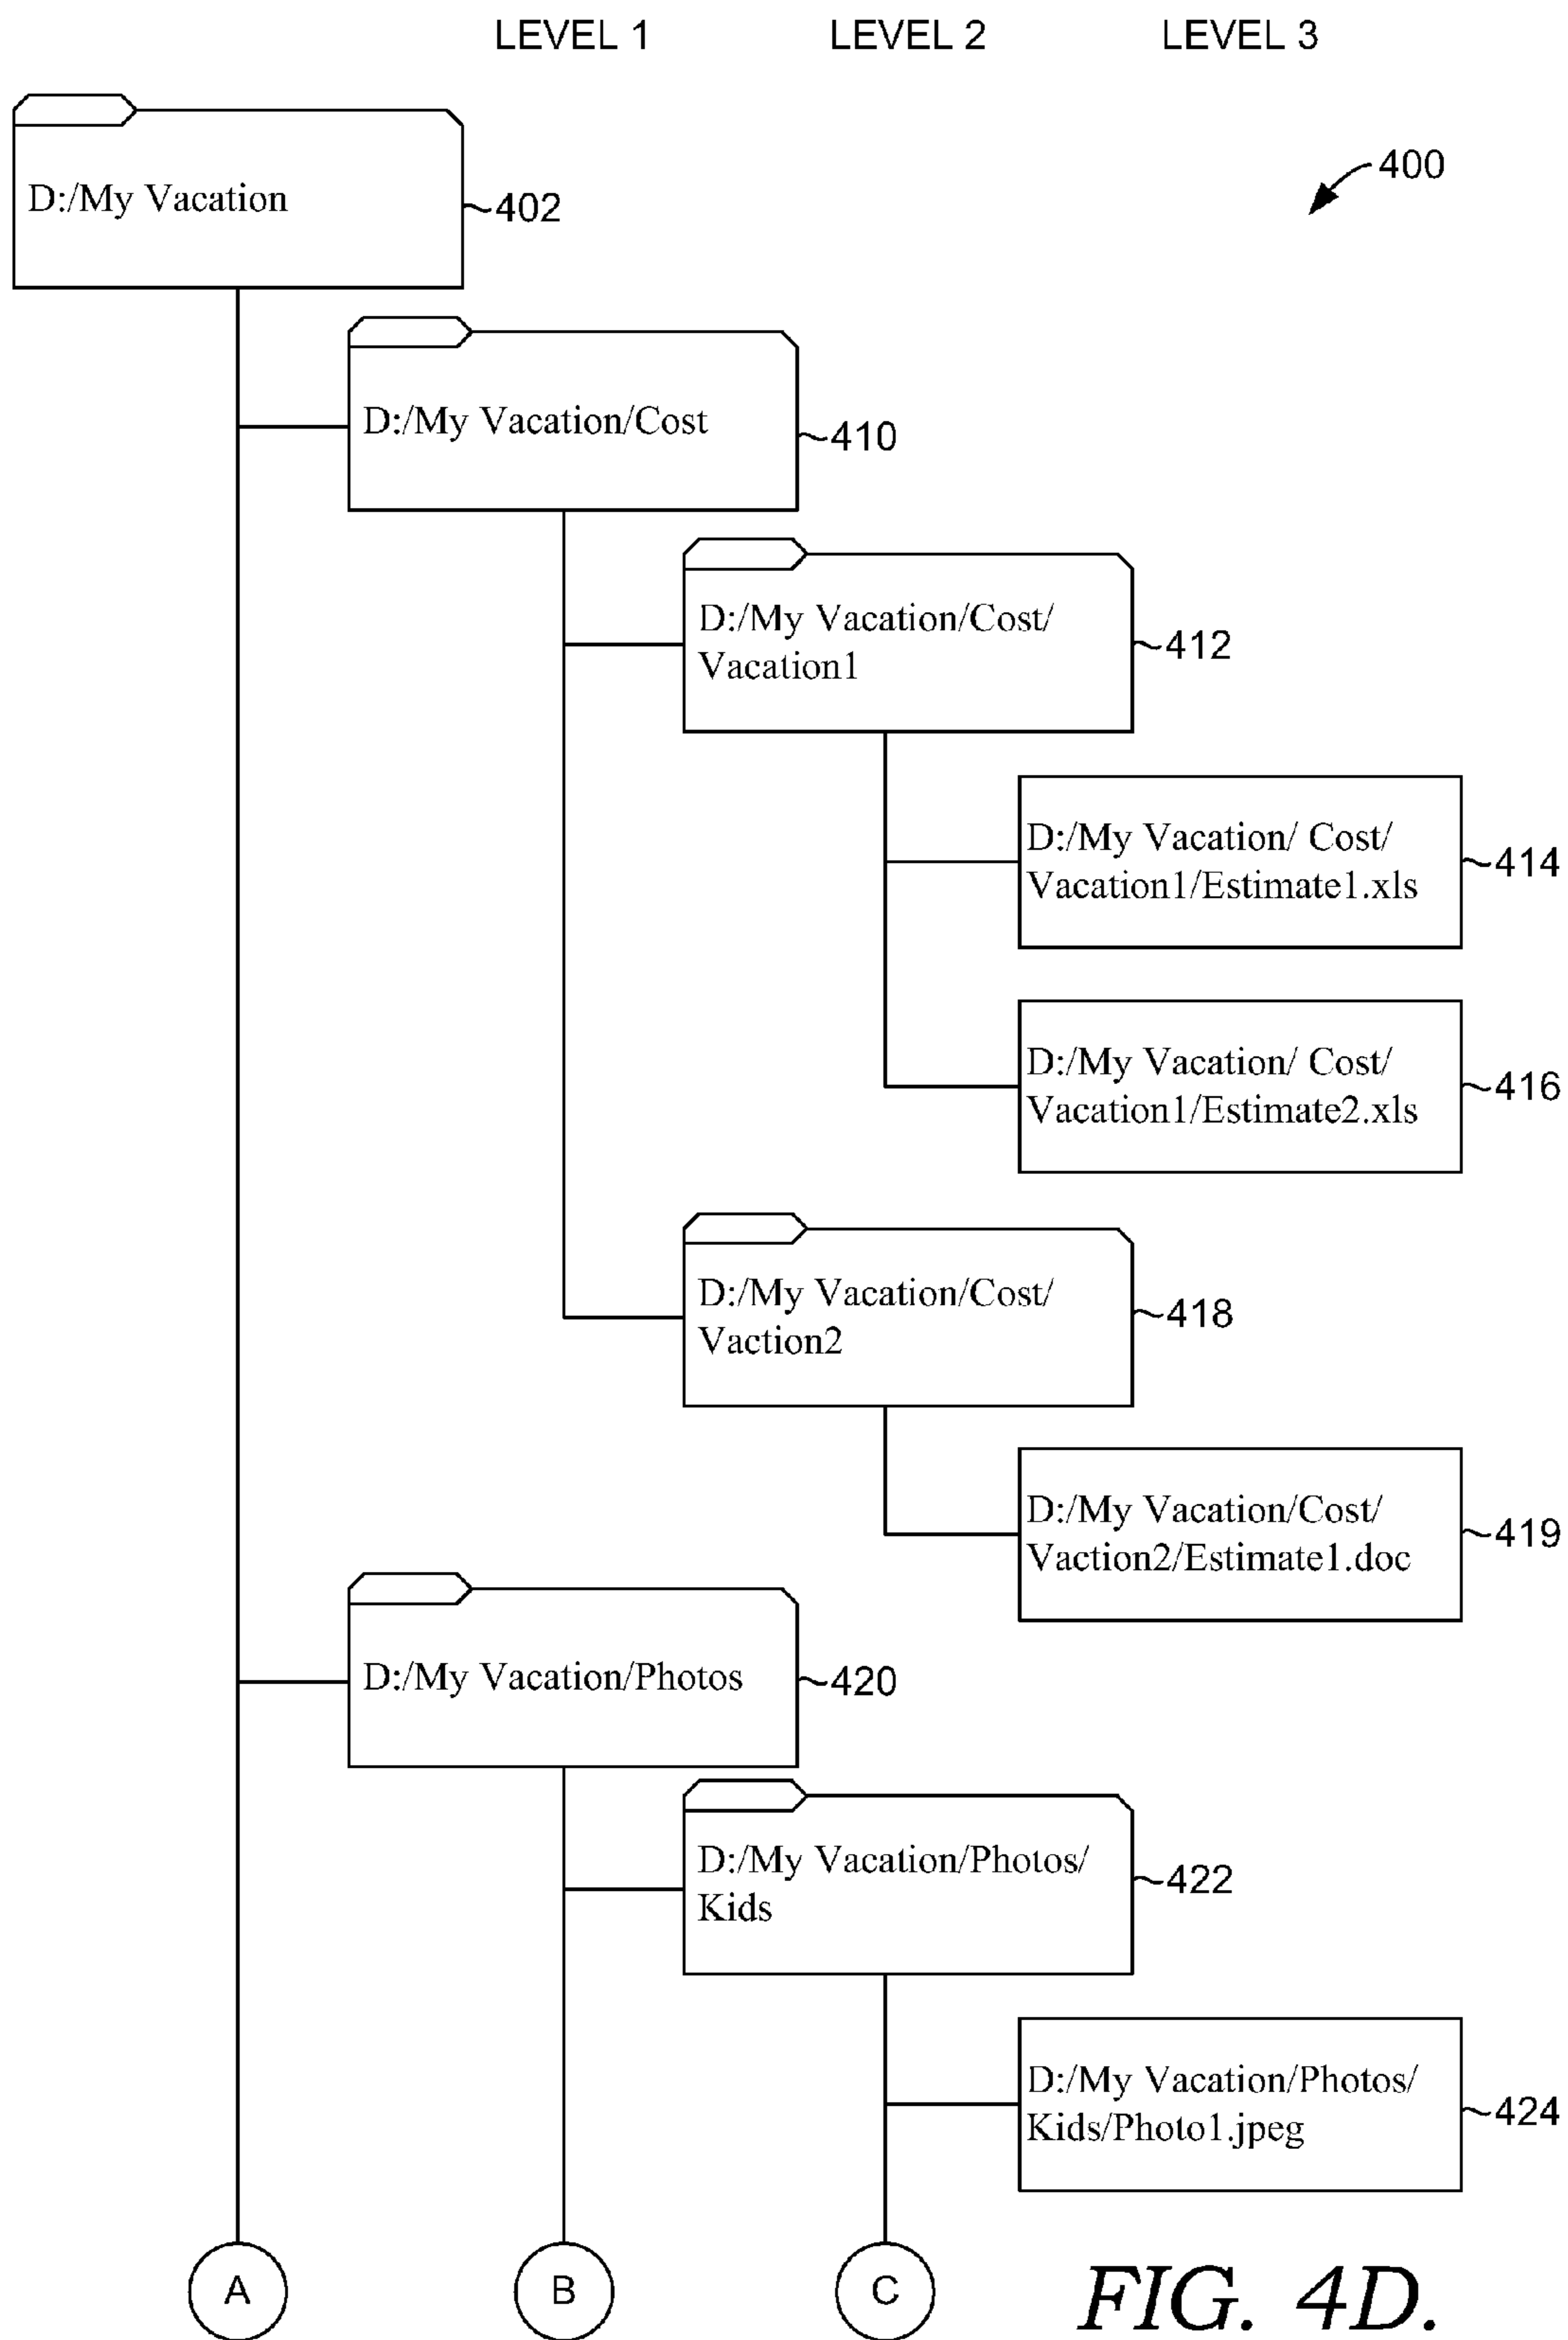 LEVEL 1 LEVEL 2 LEVEL 3
400
D:/My Vacation
402
D:/My Vacation/Cost
410
D:/My Vacation/Cost/
Vacation1
412
D:/My Vacation/ Cost/
Vacation1/Estimate1.xls
414
D:/My Vacation/ Cost/
Vacation1/Estimate2.xls
416
D:/My Vacation/Cost/
Vaction2
418
D:/My Vacation/Cost/
Vaction2/Estimate1.doc
419
D:/My Vacation/Photos
420
D:/My Vacation/Photos/
Kids
422
D:/My Vacation/Photos/
Kids/Photo1.jpeg
424
A B C
FIG. 4D.